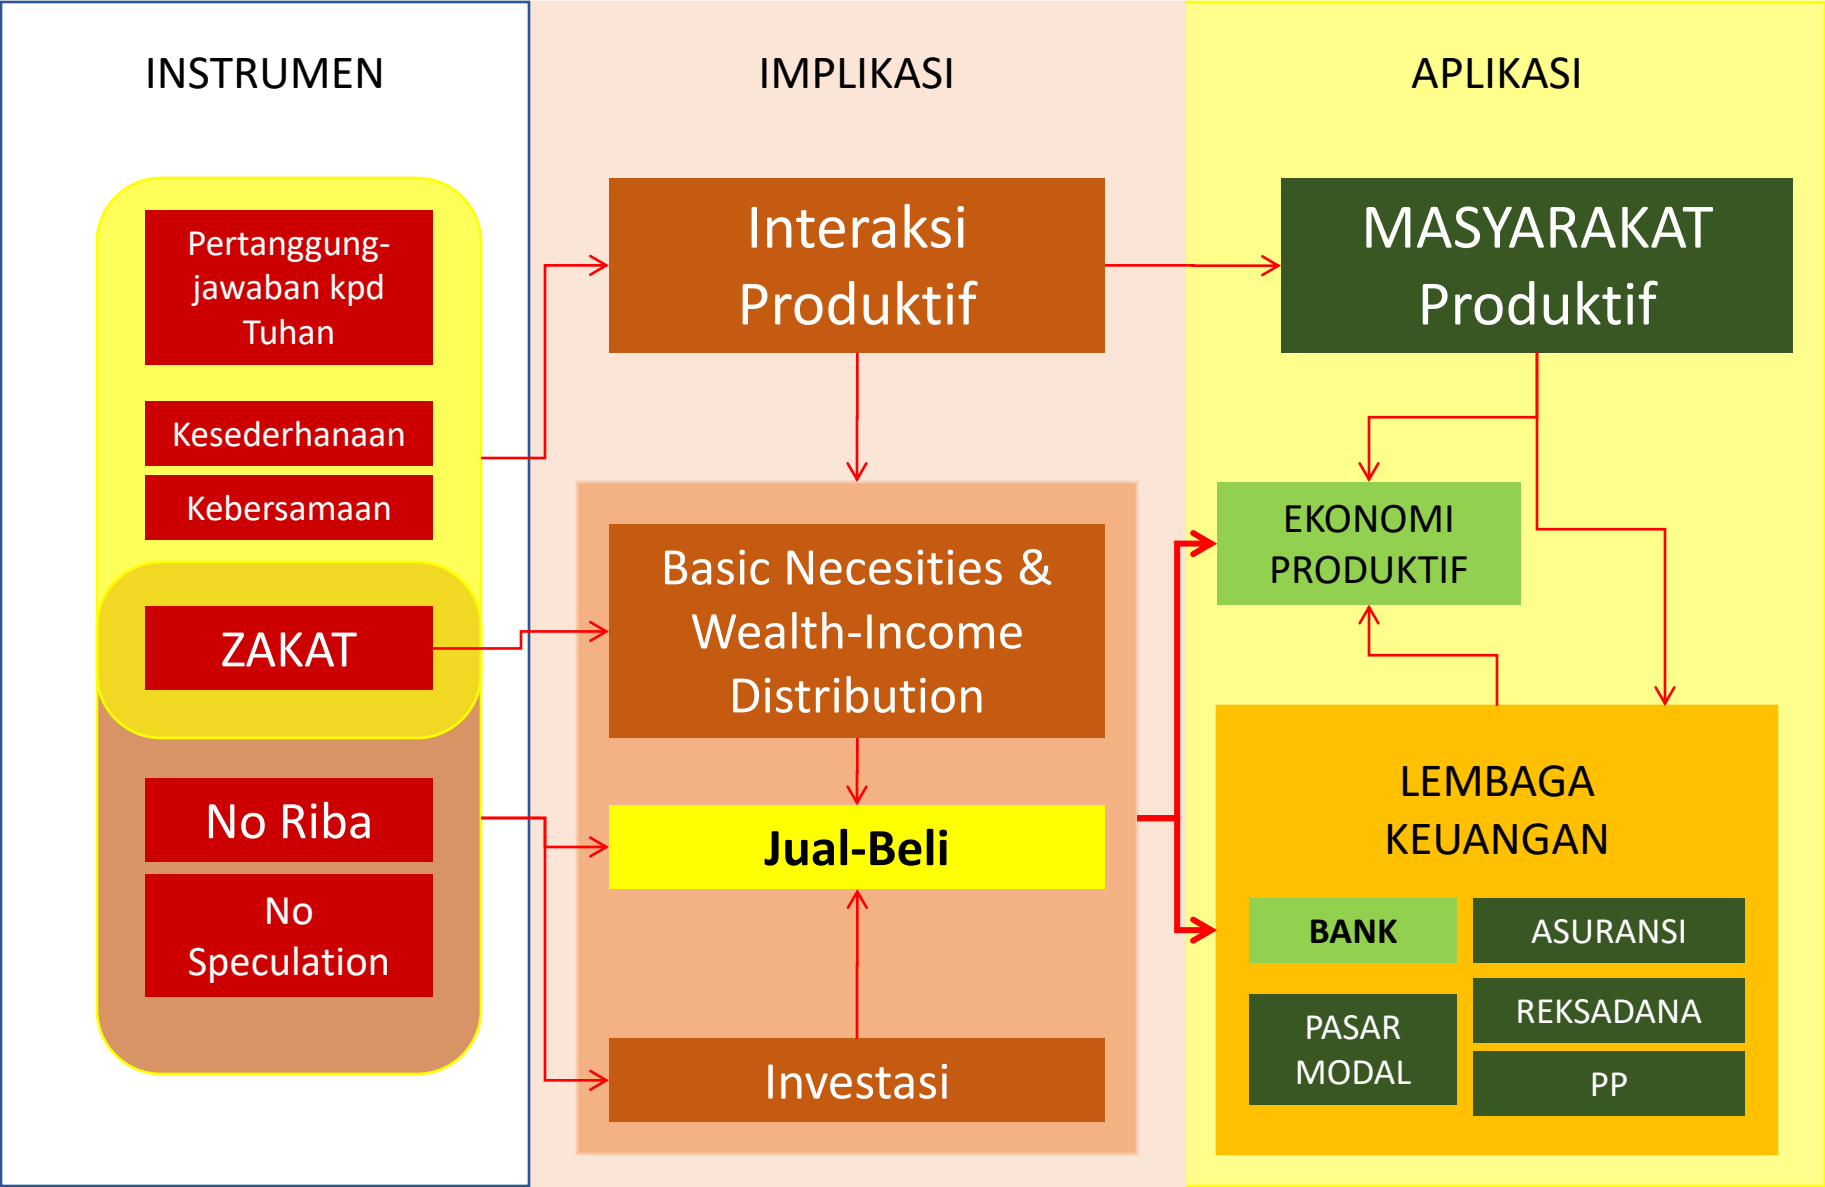 INSTRUMEN
Pertanggung-
jawaban kpd
Tuhan
Kesederhanaan
Kebersamaan
ZAKAT
No Riba
No
Speculation
IMPLIKASI
Interaksi
Produktif
Basic Necesities &
Wealth-Income
Distribution
Jual-Beli
Investasi
APLIKASI
MASYARAKAT
Produktif
EKONOMI
PRODUKTIF
LEMBAGA
KEUANGAN
BANK
ASURANSI
PASAR
MODAL
REKSADANA
PP